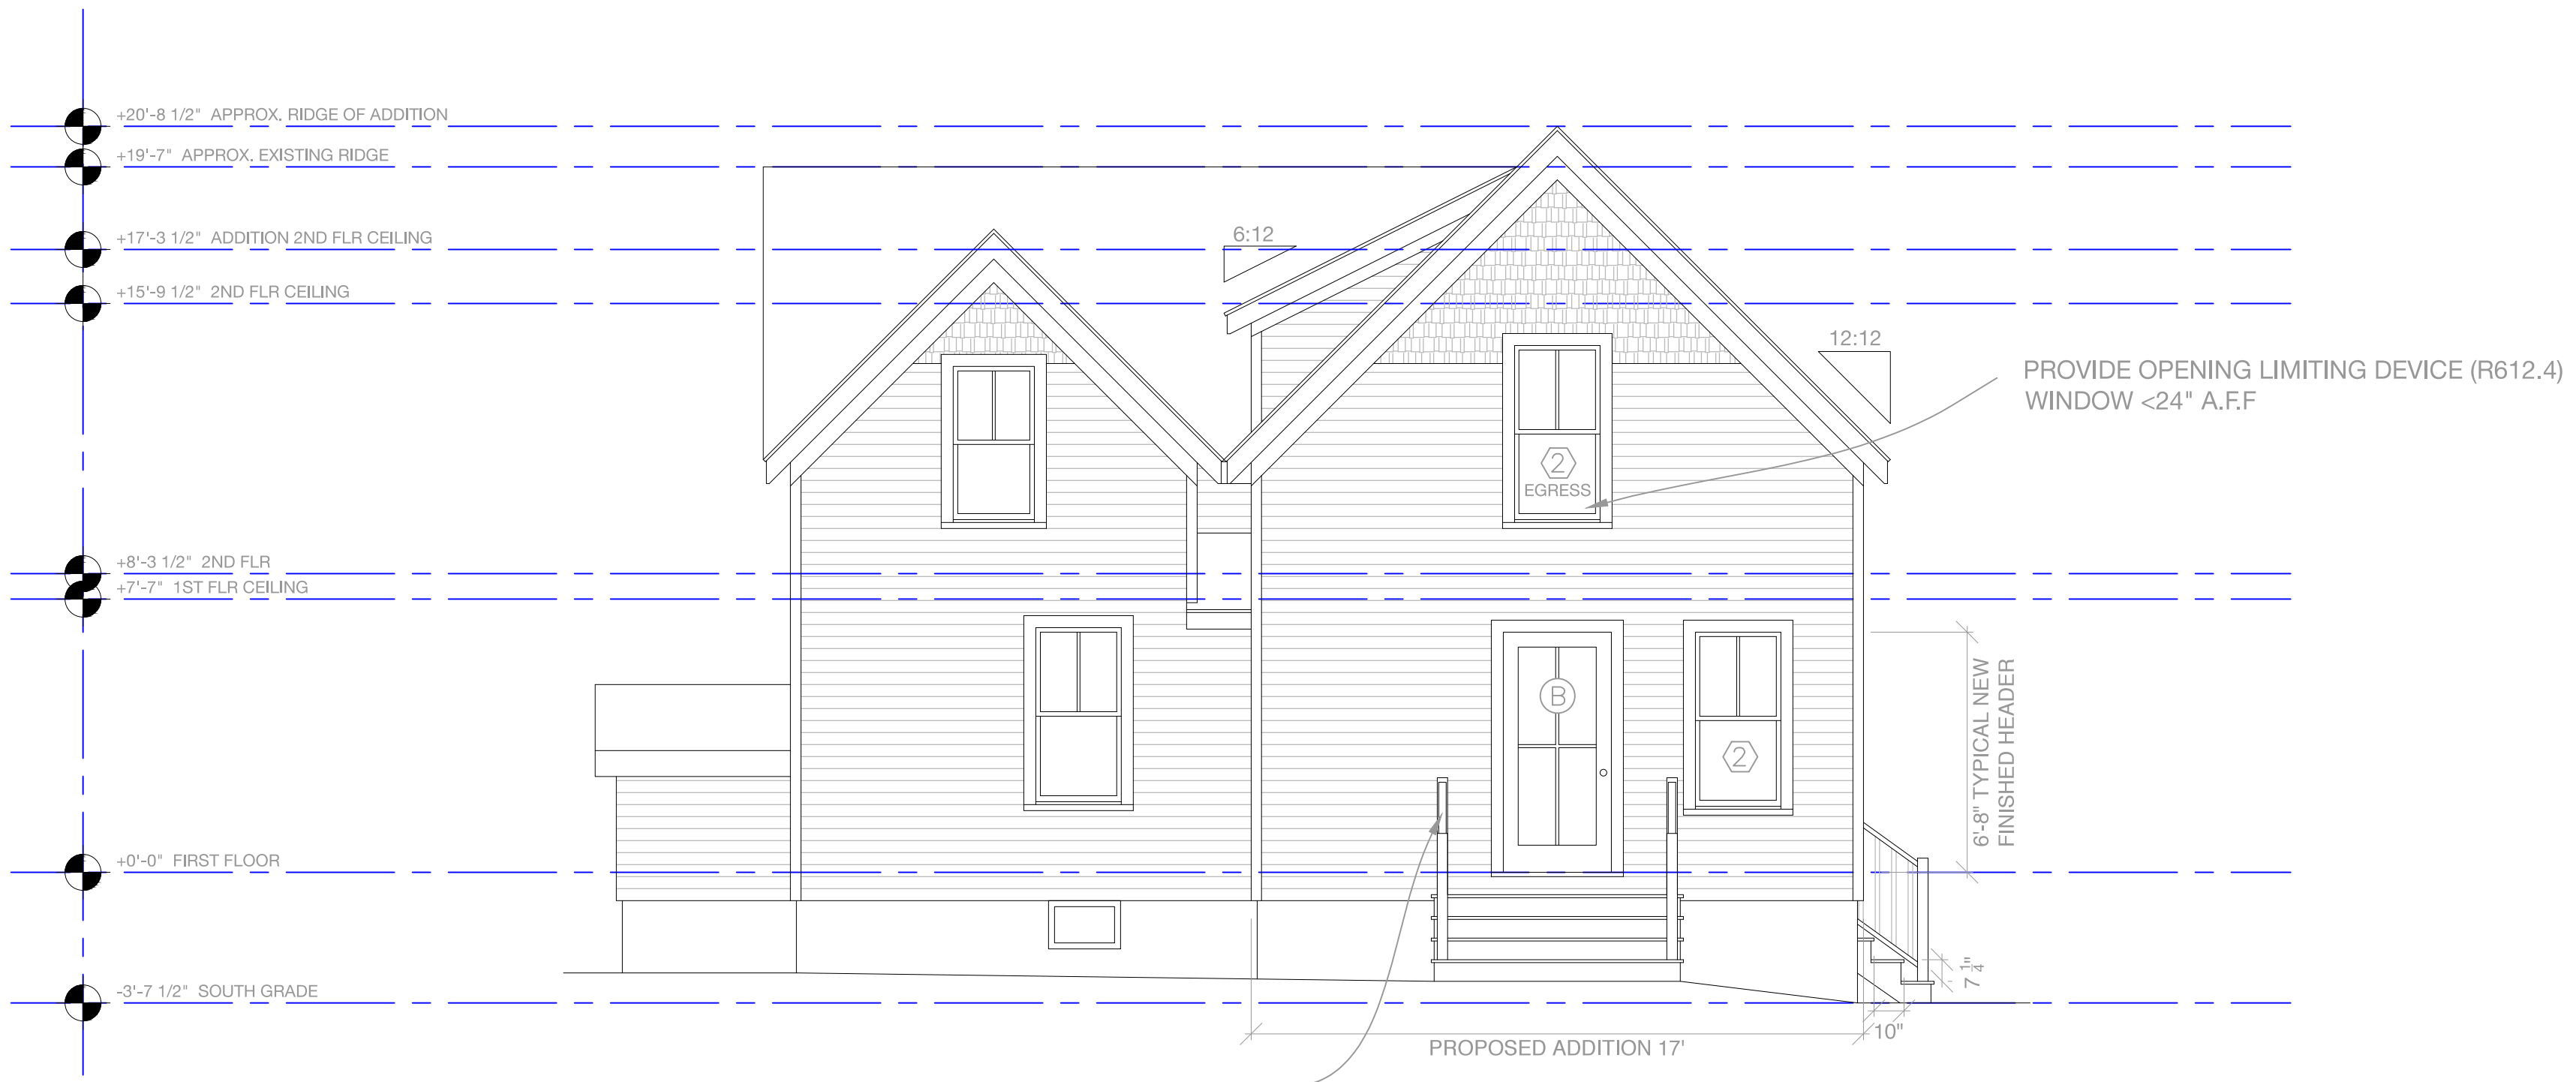 +20'-8 1/2" APPROX. RIDGE OF ADDITION
+19'-7" APPROX. EXISTING RIDGE
+17'-3 1/2" ADDITION 2ND FLR CEILING
+15'-9 1/2" 2ND FLR CEILING
6:12
12:12
PROVIDE OPENING LIMITING DEVICE (R612.4)
WINDOW <24" A.F.F
2
EGRESS
+8'-3 1/2" 2ND FLR
+7'-7" 1ST FLR CEILING
B
2
6'-8" TYPICAL NEW
FINISHED HEADER
+0'-0" FIRST FLOOR
7 1/4"
-3'-7 1/2" SOUTH GRADE
10"
PROPOSED ADDITION 17'